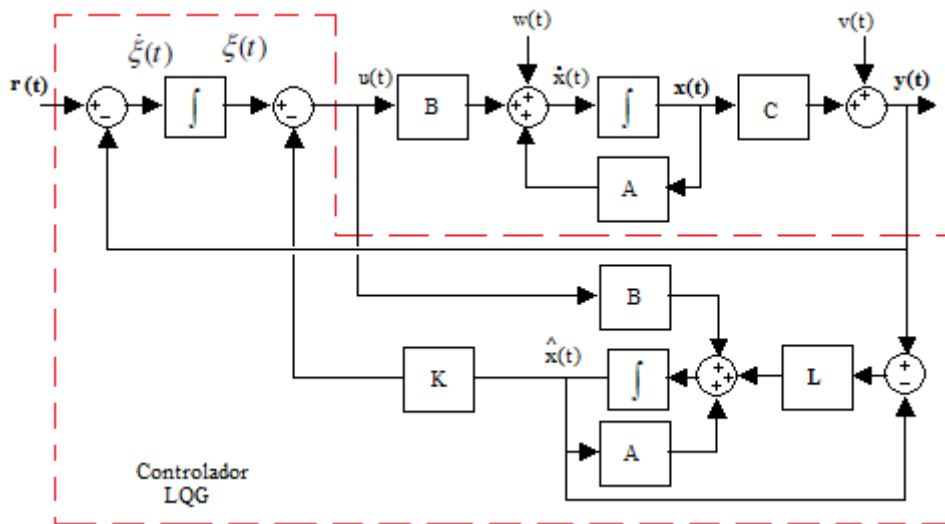 w(t)
v(t)
ξ̇(t)
ξ(t)
r(t)
u(t)
ẋ(t)
x(t)
y(t)
+
−
∫
+
−
B
+
+
+
∫
C
+
+
A
B
x̂(t)
K
∫
+
+
+
L
+
−
A
Controlador
LQG